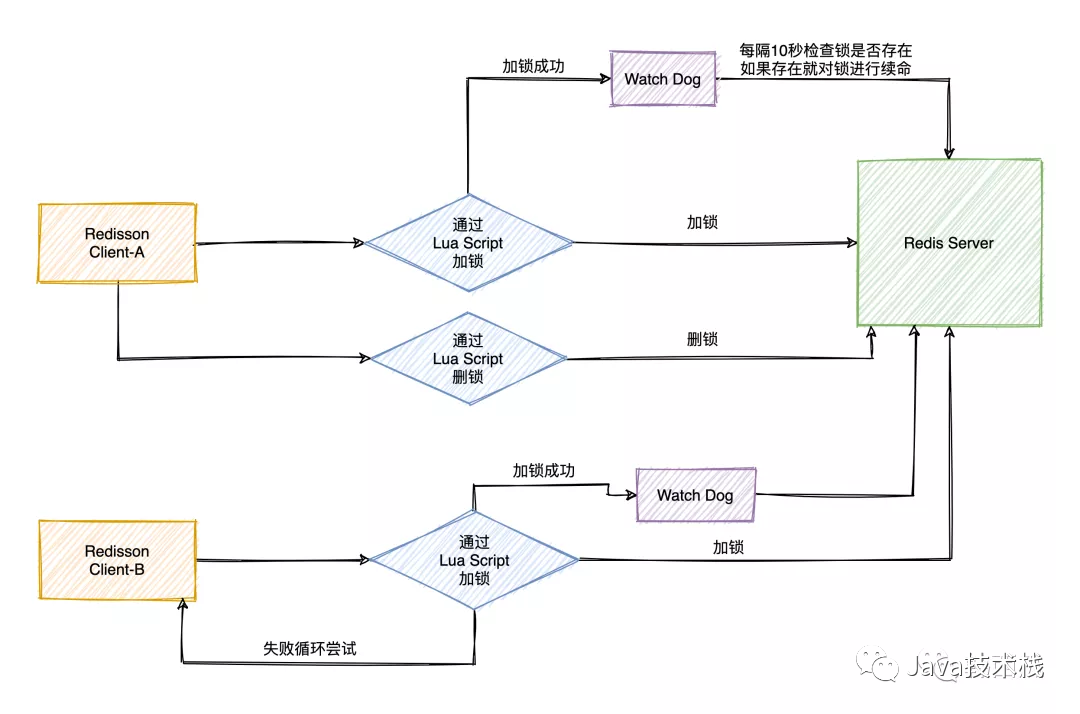 加锁成功
Watch Dog
每隔10秒检查锁是否存在
如果存在就对锁进行续命
Redisson
Client-A
通过
Lua Script
加锁
加锁
Redis Server
通过
Lua Script
删锁
删锁
加锁成功
Watch Dog
Redisson
Client-B
通过
Lua Script
加锁
加锁
失败循环尝试
Java技术栈